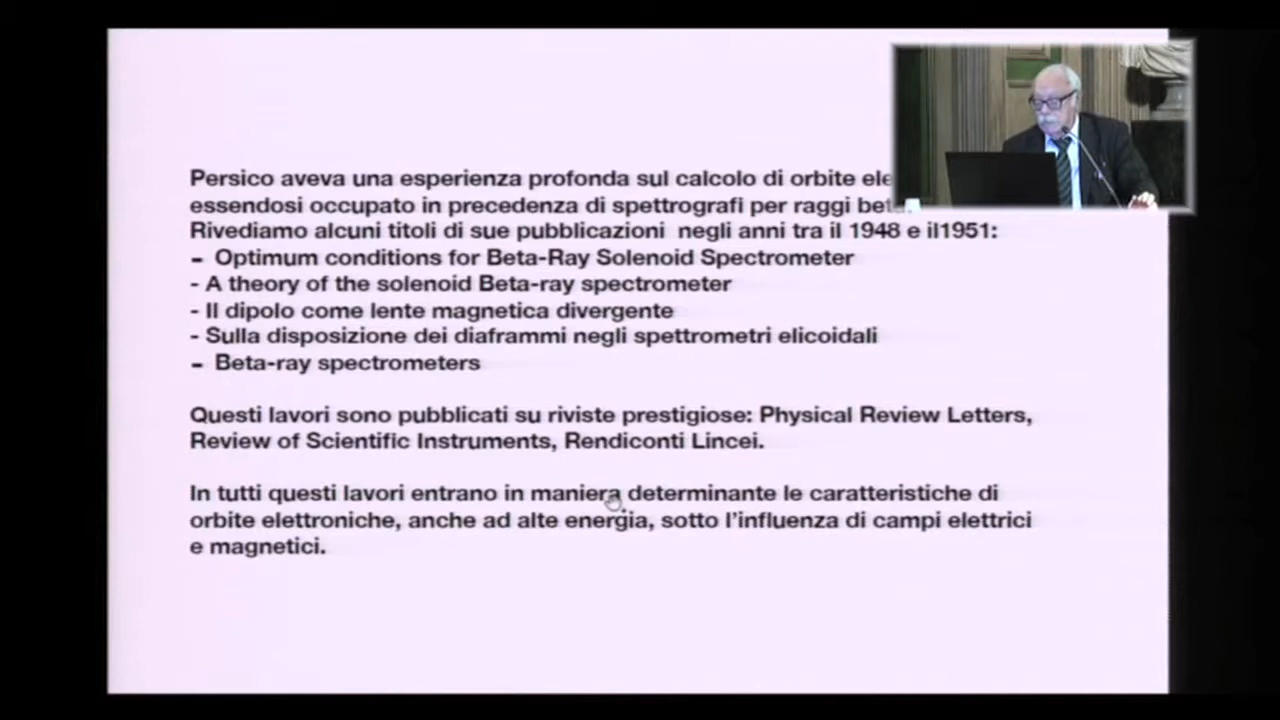 Persico aveva una esperienza profonda sul calcolo di orbite
essendosi occupato in precedenza di spettrografi per raggi
Rivediamo alcuni titoli di sue pubblicazioni negli anni tra il 1948 e il1951:
- Optimum conditions for Beta-Ray Solenoid Spectrometer
- A theory of the solenoid Beta-ray spectrometer
- Il dipolo come lente magnetica divergente
- Sulla disposizione dei diaframmi negli spettrometri elicoidali
- Beta-ray spectrometers
Questi lavori sono pubblicati su riviste prestigiose: Physical Review Letters,
Review of Scientific Instruments, Rendiconti Lincei.
In tutti questi lavori entrano in maniera determinante le caratteristiche di
orbite elettroniche, anche ad alte energia, sotto l'influenza di campi elettrici
e magnetici.